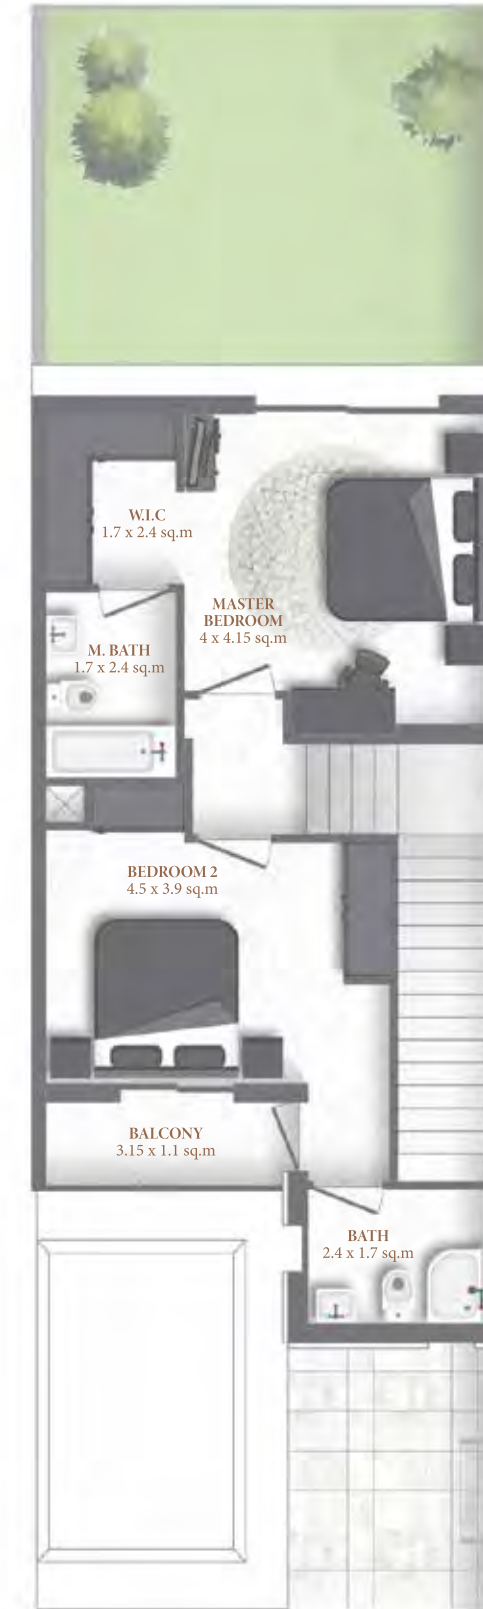 W.I.C
1.7 x 2.4 sq.m
MASTER
BEDROOM
4 x 4.15 sq.m
M. BATH
1.7 x 2.4 sq.m
BEDROOM 2
4.5 x 3.9 sq.m
BALCONY
3.15 x 1.1 sq.m
BATH
2.4 x 1.7 sq.m